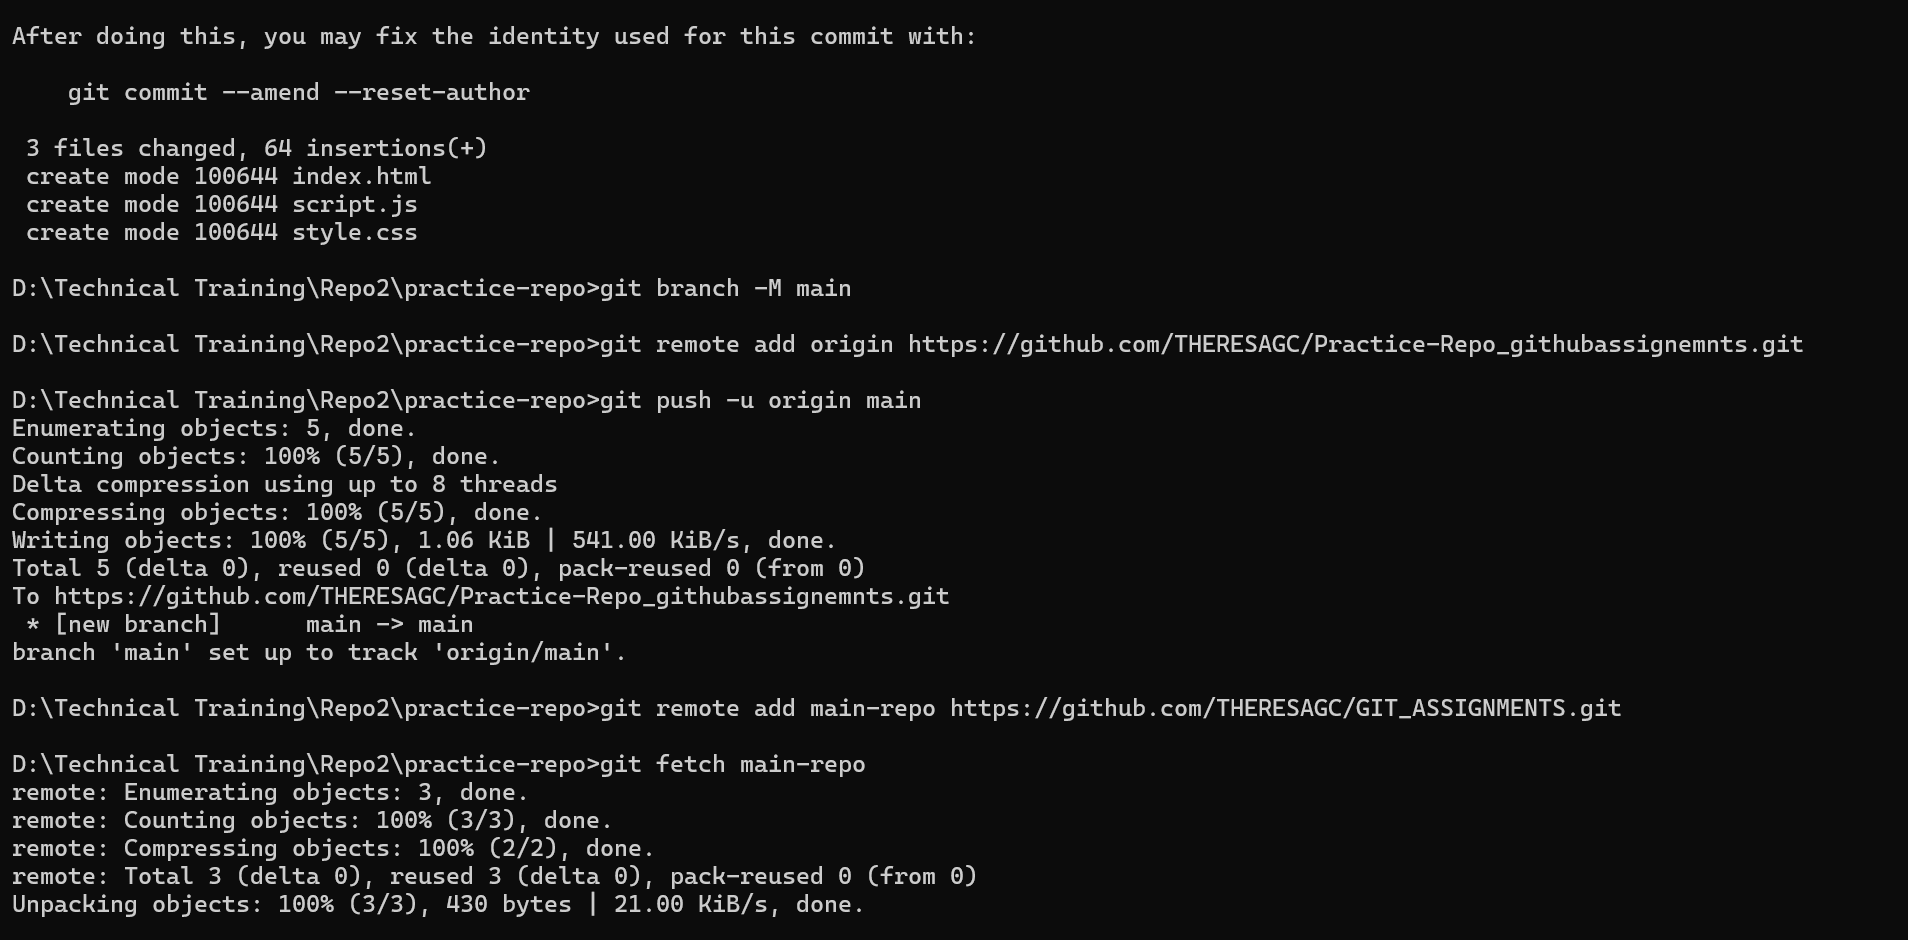 After doing this, you may fix the identity used for this commit with:
git commit --amend --reset-author
3 files changed, 64 insertions(+)
create mode 100644 index.html
create mode 100644 script.js
create mode 100644 style.css
D:\Technical Training\Repo2\practice-repo>git branch -M main
D:\Technical Training\Repo2\practice-repo>git remote add origin https://github.com/THERESAGC/Practice-Repo_githubassignemnts.git
D:\Technical Training\Repo2\practice-repo>git push -u origin main
Enumerating objects: 5, done.
Counting objects: 100% (5/5), done.
Delta compression using up to 8 threads
Compressing objects: 100% (5/5), done.
Writing objects: 100% (5/5), 1.06 KiB | 541.00 KiB/s, done.
Total 5 (delta 0), reused 0 (delta 0), pack-reused 0 (from 0)
To https://github.com/THERESAGC/Practice-Repo_githubassignemnts.git
* [new branch]      main -> main
branch 'main' set up to track 'origin/main'.
D:\Technical Training\Repo2\practice-repo>git remote add main-repo https://github.com/THERESAGC/GIT_ASSIGNMENTS.git
D:\Technical Training\Repo2\practice-repo>git fetch main-repo
remote: Enumerating objects: 3, done.
remote: Counting objects: 100% (3/3), done.
remote: Compressing objects: 100% (2/2), done.
remote: Total 3 (delta 0), reused 3 (delta 0), pack-reused 0 (from 0)
Unpacking objects: 100% (3/3), 430 bytes | 21.00 KiB/s, done.